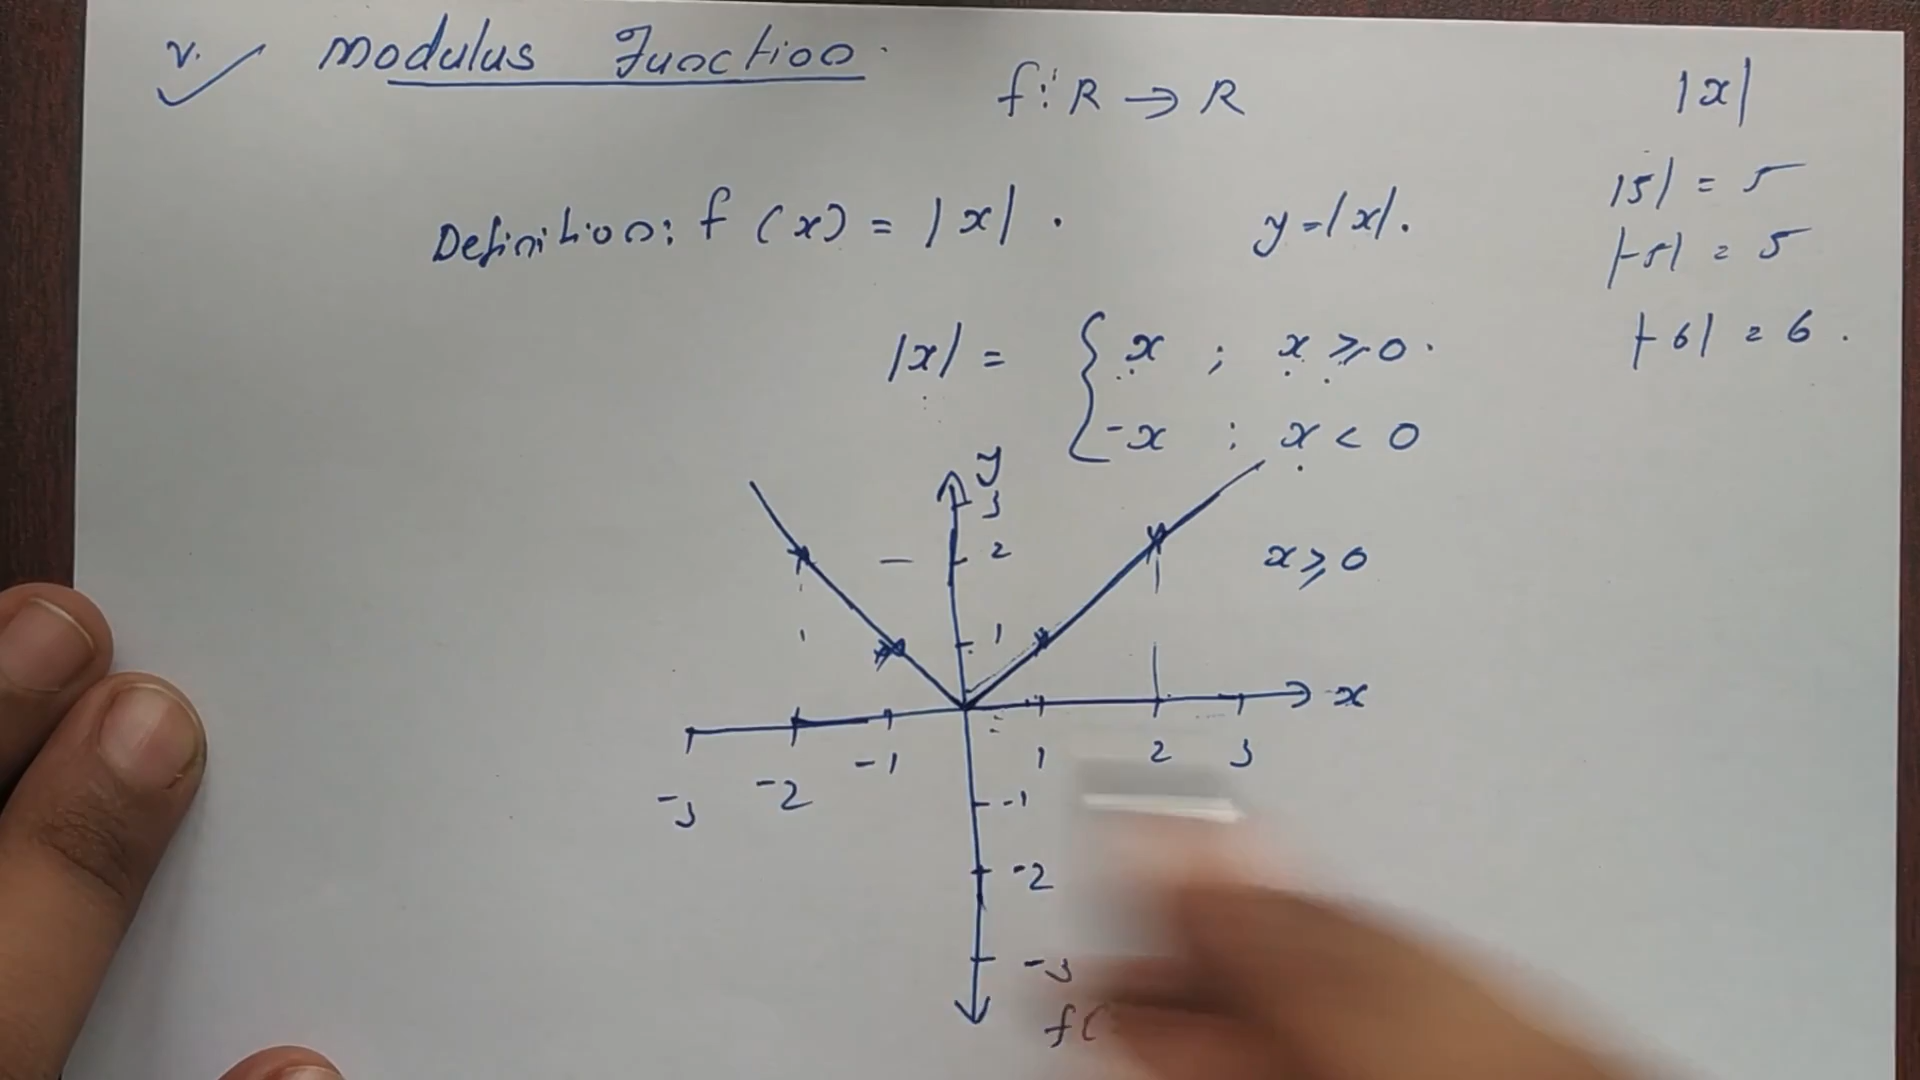 v. Modulus Function.
f: R → R
Definition: f(x) = |x|.
y = |x|.
|x|
|5| = 5
|-5| = 5
|-6| = 6.
|x| = { x ; x ≥ 0.
-x : x < 0
y
3
2
1
x ≥ 0
x
-3 -2 -1 1 2 3
-1
-2
-3
f(